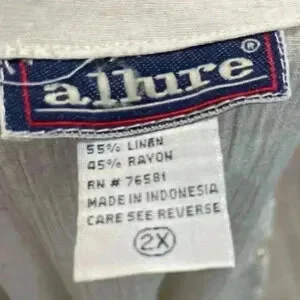 allure®
55% LINEN
45% RAYON
RN # 76581
MADE IN INDONESIA
CARE SEE REVERSE
2X